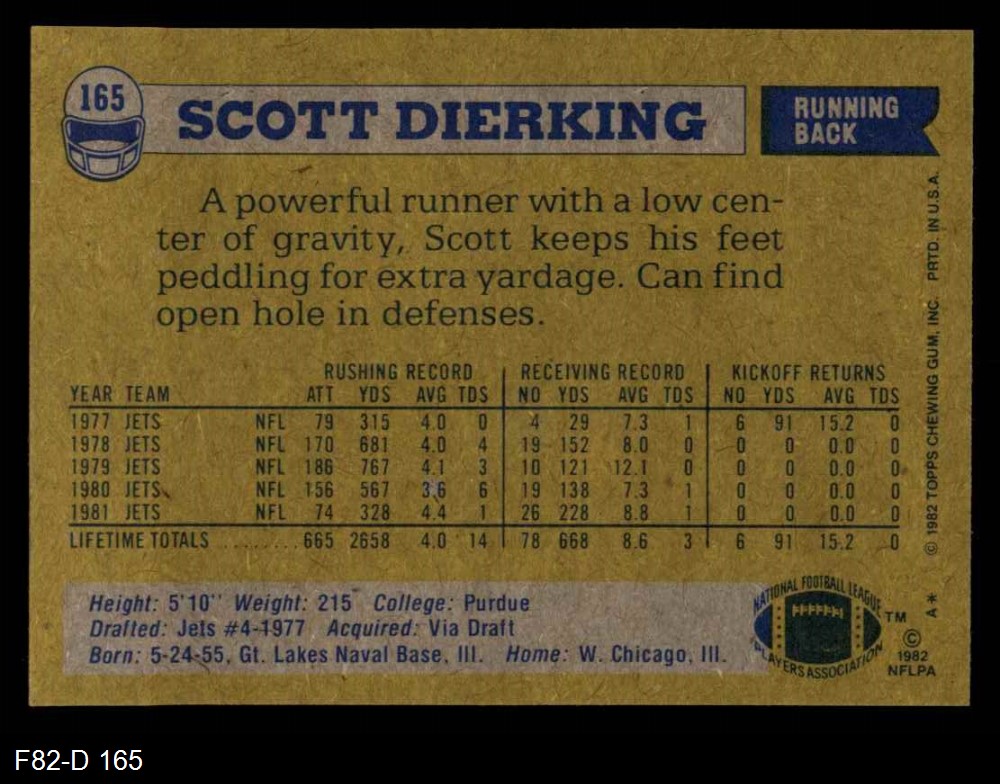 165
SCOTT DIERKING
RUNNING
BACK
A powerful runner with a low cen-
ter of gravity, Scott keeps his feet
peddling for extra yardage. Can find
open hole in defenses.
RUSHING RECORD RECEIVING RECORD KICKOFF RETURNS
YEAR TEAM ATT YDS AVG TDS NO YDS AVG TDS NO YDS AVG TDS
1977 JETS NFL 79 315 4.0 0 4 29 7.3 1 6 91 15.2 0
1978 JETS NFL 170 681 4.0 4 19 152 8.0 0 0 0 0.0 0
1979 JETS NFL 186 767 4.1 3 10 121 12.1 0 0 0 0.0 0
1980 JETS NFL 156 567 3.6 6 19 138 7.3 1 0 0 0.0 0
1981 JETS NFL 74 328 4.4 1 26 228 8.8 1 0 0 0.0 0
LIFETIME TOTALS ......... 665 2658 4.0 14 78 668 8.6 3 6 91 15.2 0
Height: 5'10" Weight: 215 College: Purdue
Drafted: Jets #4-1977 Acquired: Via Draft
Born: 5-24-55, Gt. Lakes Naval Base, Ill. Home: W. Chicago, Ill.
NATIONAL FOOTBALL LEAGUE
PLAYERS ASSOCIATION
TM
©
1982
NFLPA
A*
© 1982 TOPPS CHEWING GUM, INC. PRTD. IN U.S.A.
F82-D 165